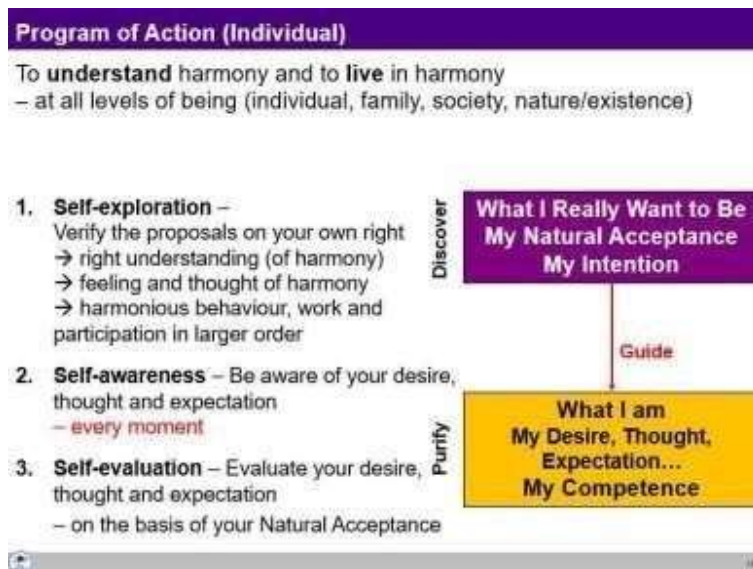 Program of Action (Individual)
To understand harmony and to live in harmony
– at all levels of being (individual, family, society, nature/existence)
1. Self-exploration –
Verify the proposals on your own right
→ right understanding (of harmony)
→ feeling and thought of harmony
→ harmonious behaviour, work and
participation in larger order
2. Self-awareness – Be aware of your desire,
thought and expectation
– every moment
3. Self-evaluation – Evaluate your desire,
thought and expectation
– on the basis of your Natural Acceptance
Discover
What I Really Want to Be
My Natural Acceptance
My Intention
Guide
Purify
What I am
My Desire, Thought,
Expectation...
My Competence